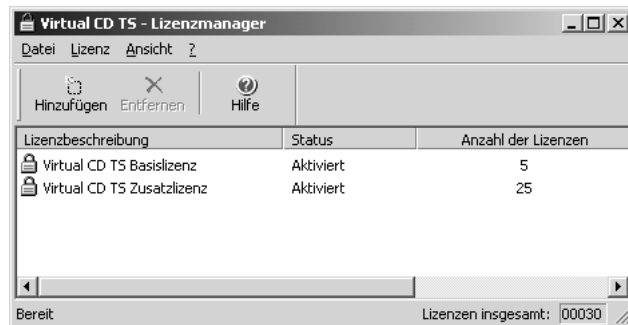 Virtual CD TS - Lizenzmanager
Datei Lizenz Ansicht ?
Hinzufügen Entfernen Hilfe
Lizenzbeschreibung Status Anzahl der Lizenzen
Virtual CD TS Basislizenz Aktiviert 5
Virtual CD TS Zusatzlizenz Aktiviert 25
Bereit Lizenzen insgesamt: 00030